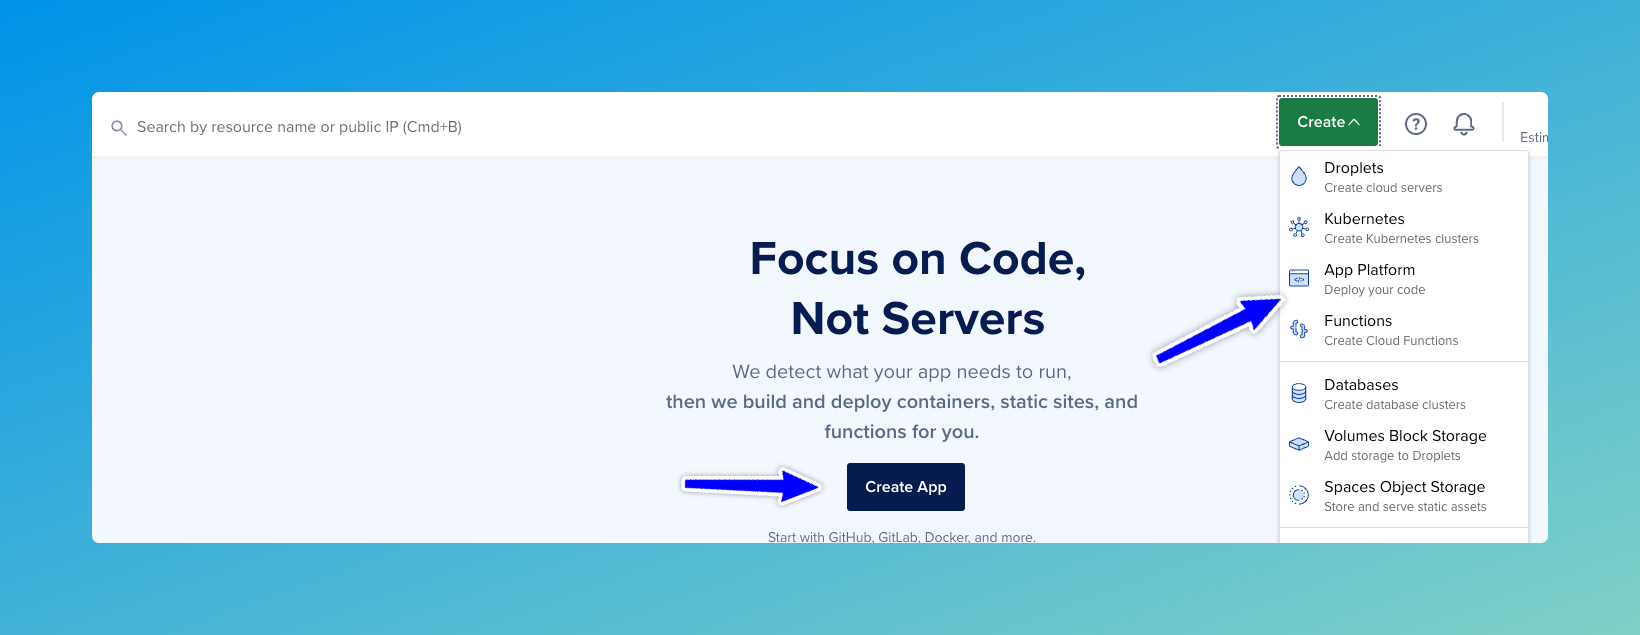 Search by resource name or public IP (Cmd+B)
Create
?
Droplets
Create cloud servers
Kubernetes
Create Kubernetes clusters
App Platform
Deploy your code
Functions
Create Cloud Functions
Databases
Create database clusters
Volumes Block Storage
Add storage to Droplets
Spaces Object Storage
Store and serve static assets
Focus on Code,
Not Servers
We detect what your app needs to run,
then we build and deploy containers, static sites, and
functions for you.
Create App
Start with GitHub, GitLab, Docker, and more.